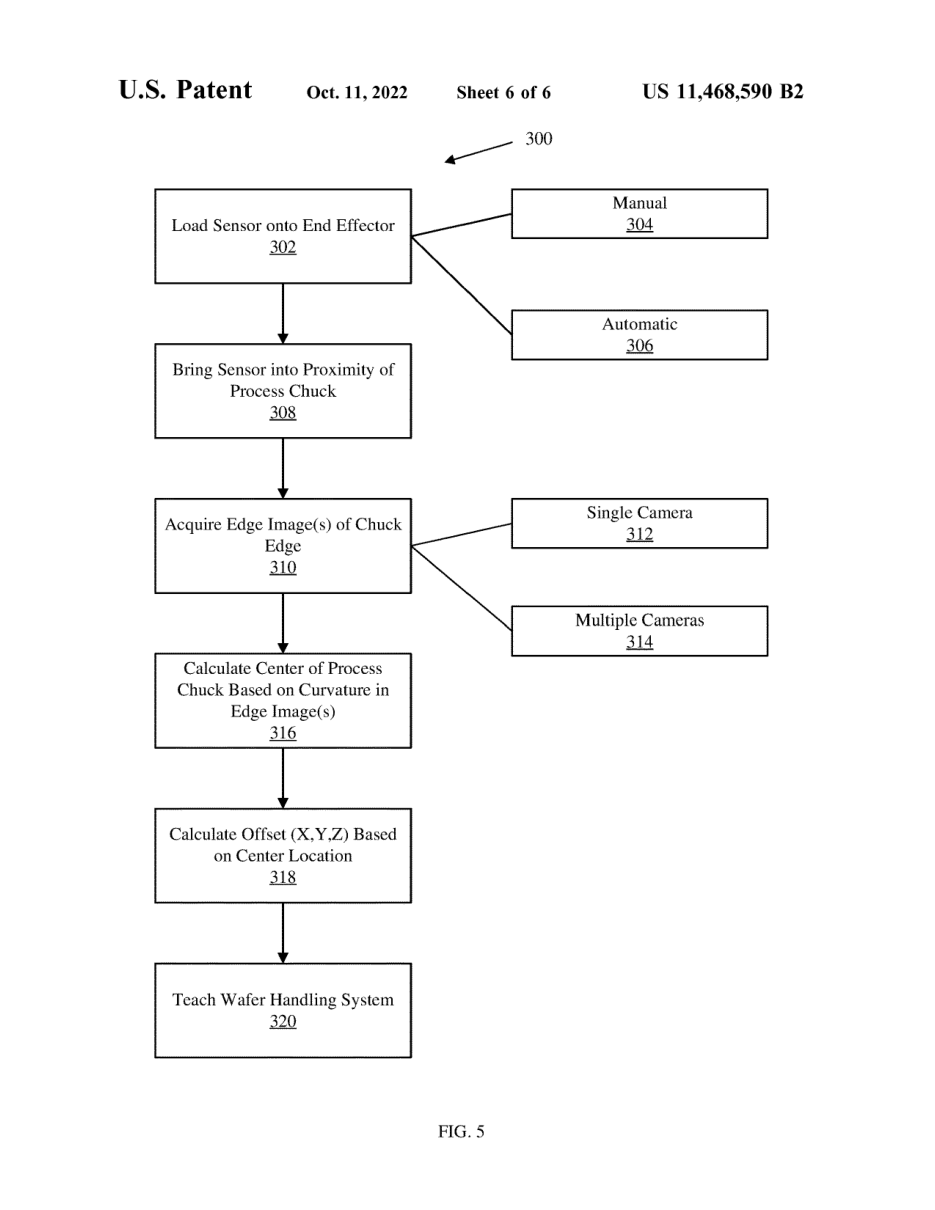 U.S. Patent Oct. 11, 2022 Sheet 6 of 6 US 11,468,590 B2
300
Load Sensor onto End Effector
302
Manual
304
Automatic
306
Bring Sensor into Proximity of
Process Chuck
308
Acquire Edge Image(s) of Chuck
Edge
310
Single Camera
312
Multiple Cameras
314
Calculate Center of Process
Chuck Based on Curvature in
Edge Image(s)
316
Calculate Offset (X,Y,Z) Based
on Center Location
318
Teach Wafer Handling System
320
FIG. 5